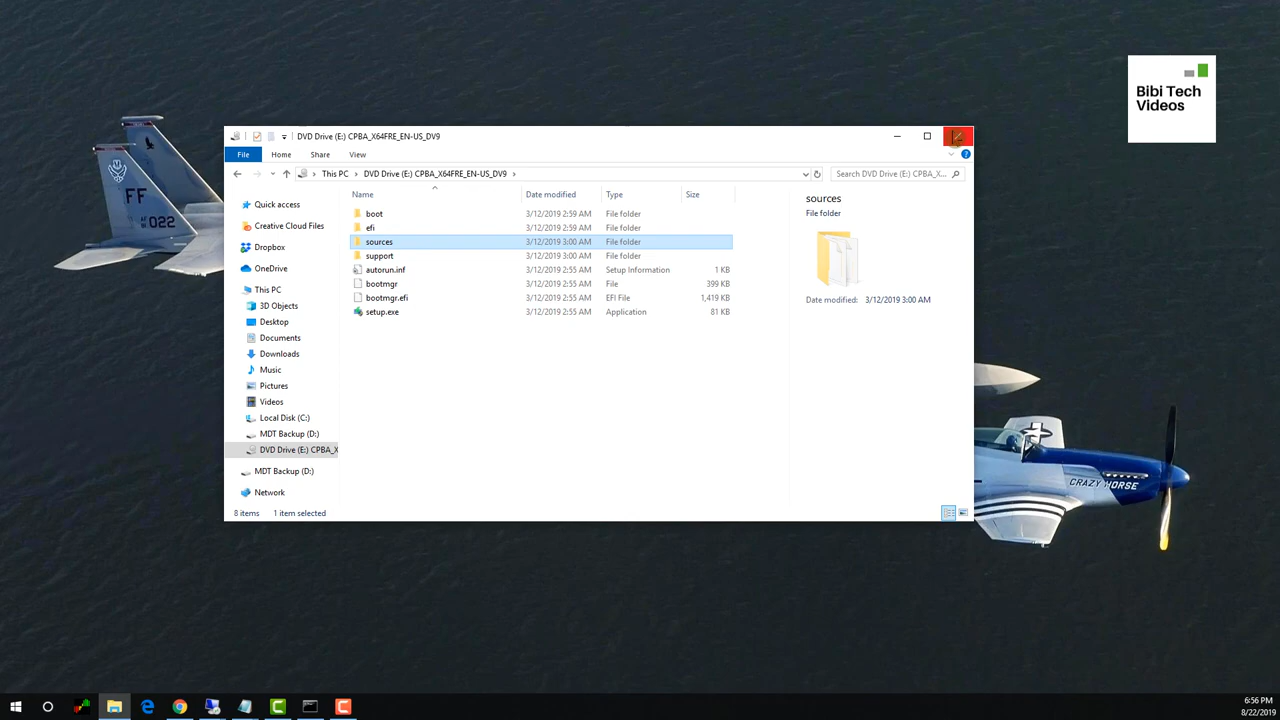 Bibi Tech
Videos
FF
022
DVD Drive (E:) CPBA_X64FRE_EN-US_DV9
File Home Share View
This PC DVD Drive (E:) CPBA_X64FRE_EN-US_DV9 Search DVD Drive (E:) CPBA_X...
Name Date modified Type Size
Quick access
Creative Cloud Files
Dropbox
OneDrive
This PC
3D Objects
Desktop
Documents
Downloads
Music
Pictures
Videos
Local Disk (C:)
MDT Backup (D:)
DVD Drive (E:) CPBA_X
MDT Backup (D:)
Network
boot 3/12/2019 2:59 AM File folder
efi 3/12/2019 2:59 AM File folder
sources 3/12/2019 3:00 AM File folder
support 3/12/2019 3:00 AM File folder
autorun.inf 3/12/2019 2:55 AM Setup Information 1 KB
bootmgr 3/12/2019 2:55 AM File 399 KB
bootmgr.efi 3/12/2019 2:55 AM EFI File 1,419 KB
setup.exe 3/12/2019 2:55 AM Application 81 KB
sources
File folder
Date modified: 3/12/2019 3:00 AM
8 items 1 item selected
CRAZY HORSE
6:56 PM
8/22/2019